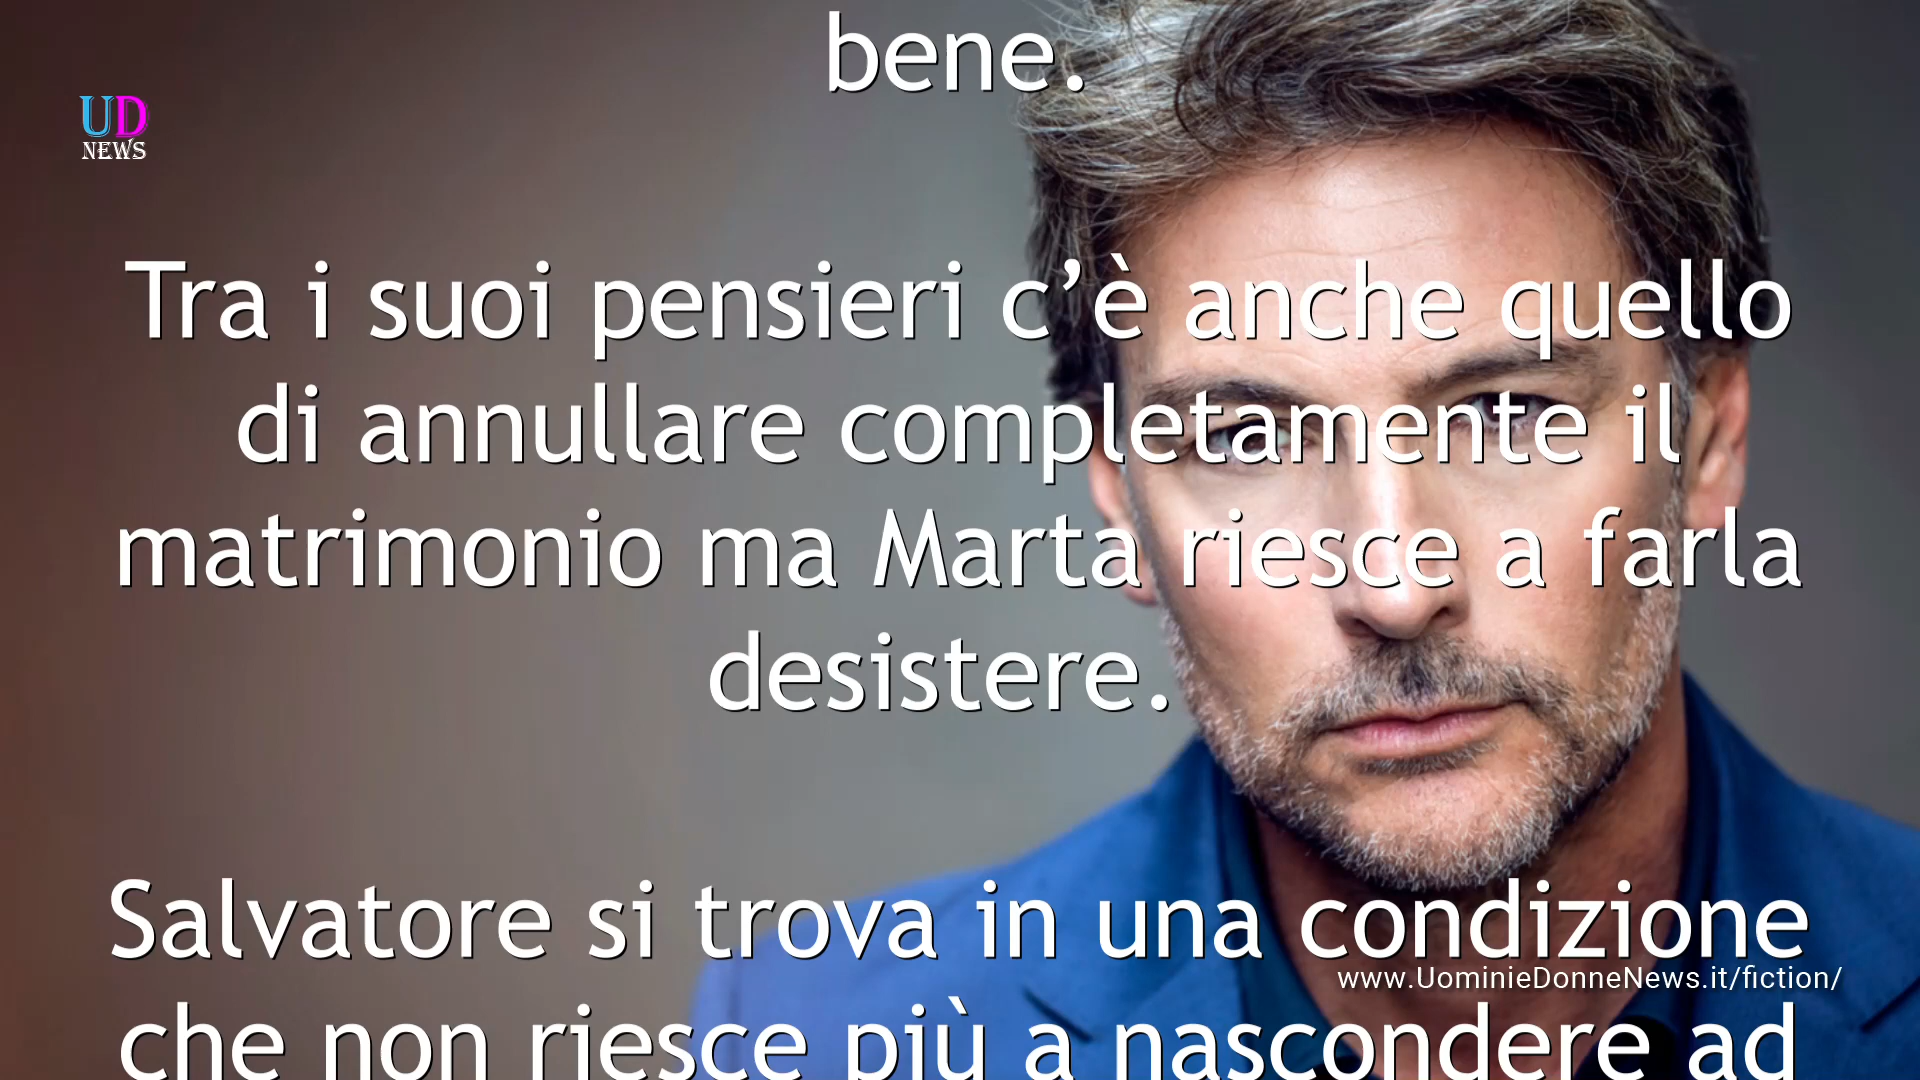 bene.
UD
NEWS
Tra i suoi pensieri c’è anche quello
di annullare completamente il
matrimonio ma Marta riesce a farla
desistere.
Salvatore si trova in una condizione
www.UominieDonneNews.it/fiction/
che non riesce più a nascondere ad